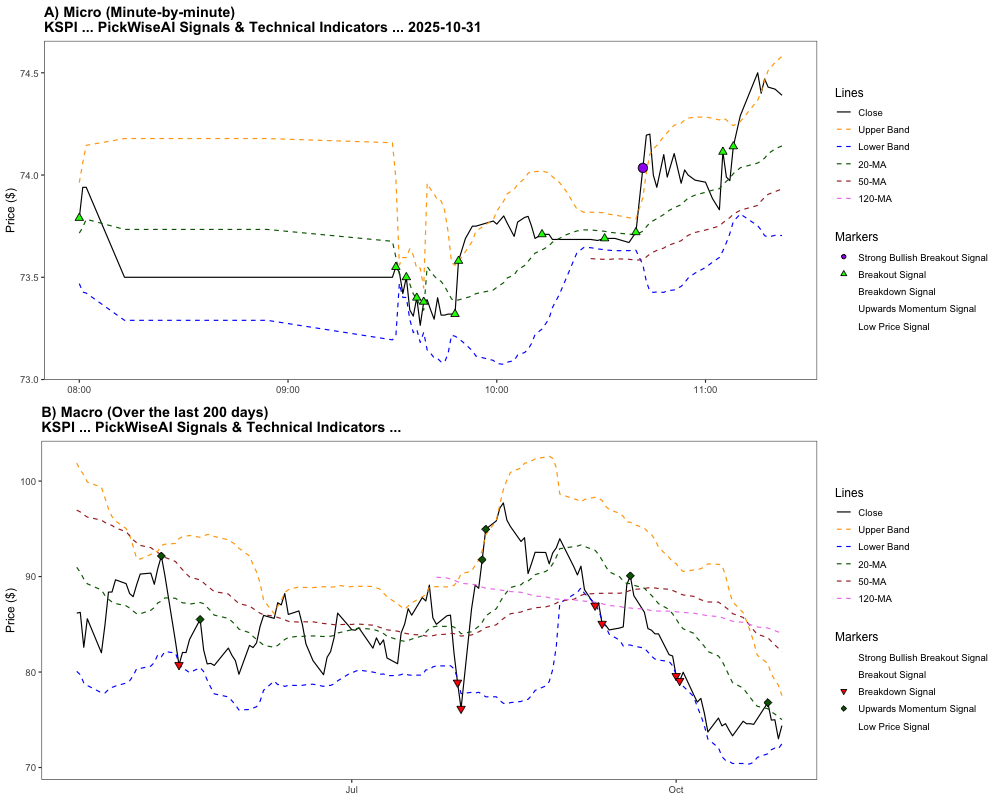 A) Micro (Minute-by-minute)
KSPI ... PickWiseAI Signals & Technical Indicators ... 2025-10-31
Price ($)
74.5
74.0
73.5
73.0
08:00
09:00
10:00
11:00
Lines
Close
Upper Band
Lower Band
20-MA
50-MA
120-MA
Markers
Strong Bullish Breakout Signal
Breakout Signal
Breakdown Signal
Upwards Momentum Signal
Low Price Signal
B) Macro (Over the last 200 days)
KSPI ... PickWiseAI Signals & Technical Indicators ...
Price ($)
100
90
80
70
Jul
Oct
Lines
Close
Upper Band
Lower Band
20-MA
50-MA
120-MA
Markers
Strong Bullish Breakout Signal
Breakout Signal
Breakdown Signal
Upwards Momentum Signal
Low Price Signal